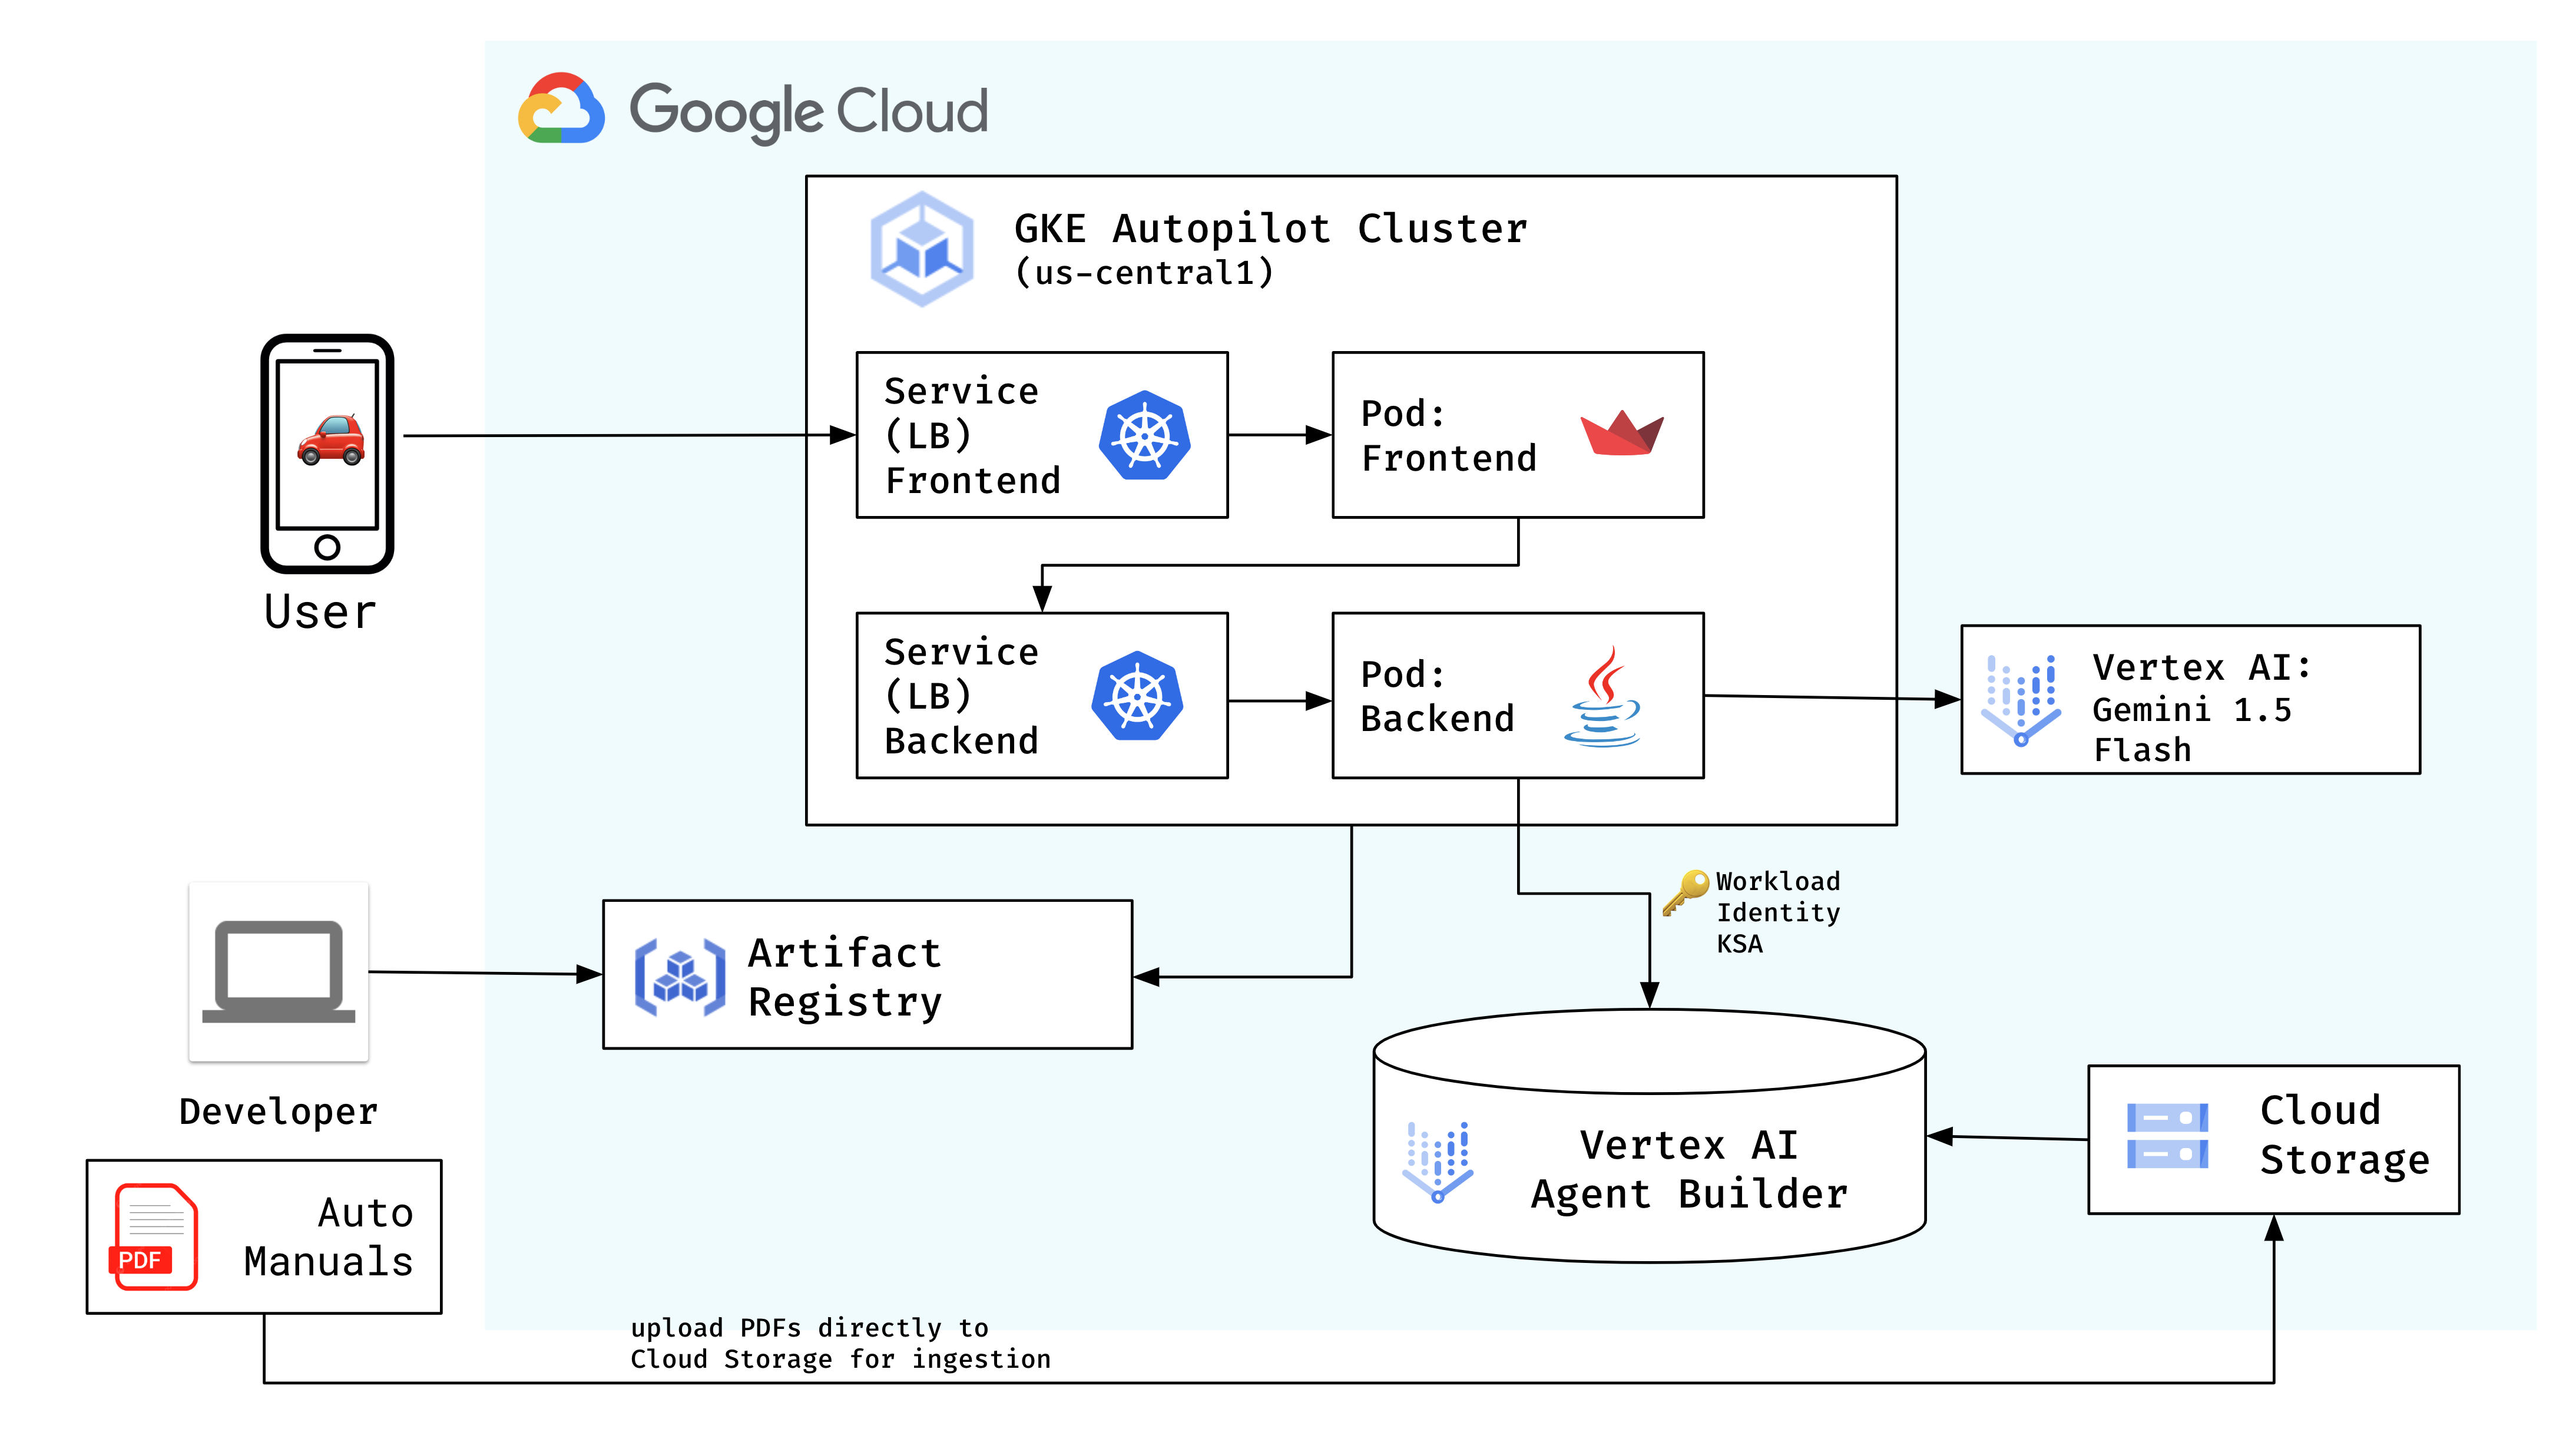 Google Cloud
GKE Autopilot Cluster
(us-central1)
Service
(LB)
Frontend
Pod:
Frontend
User
Service
(LB)
Backend
Pod:
Backend
Vertex AI:
Gemini 1.5
Flash
Workload
Identity
KSA
Artifact
Registry
Developer
Vertex AI
Agent Builder
Cloud
Storage
PDF
Auto
Manuals
upload PDFs directly to
Cloud Storage for ingestion